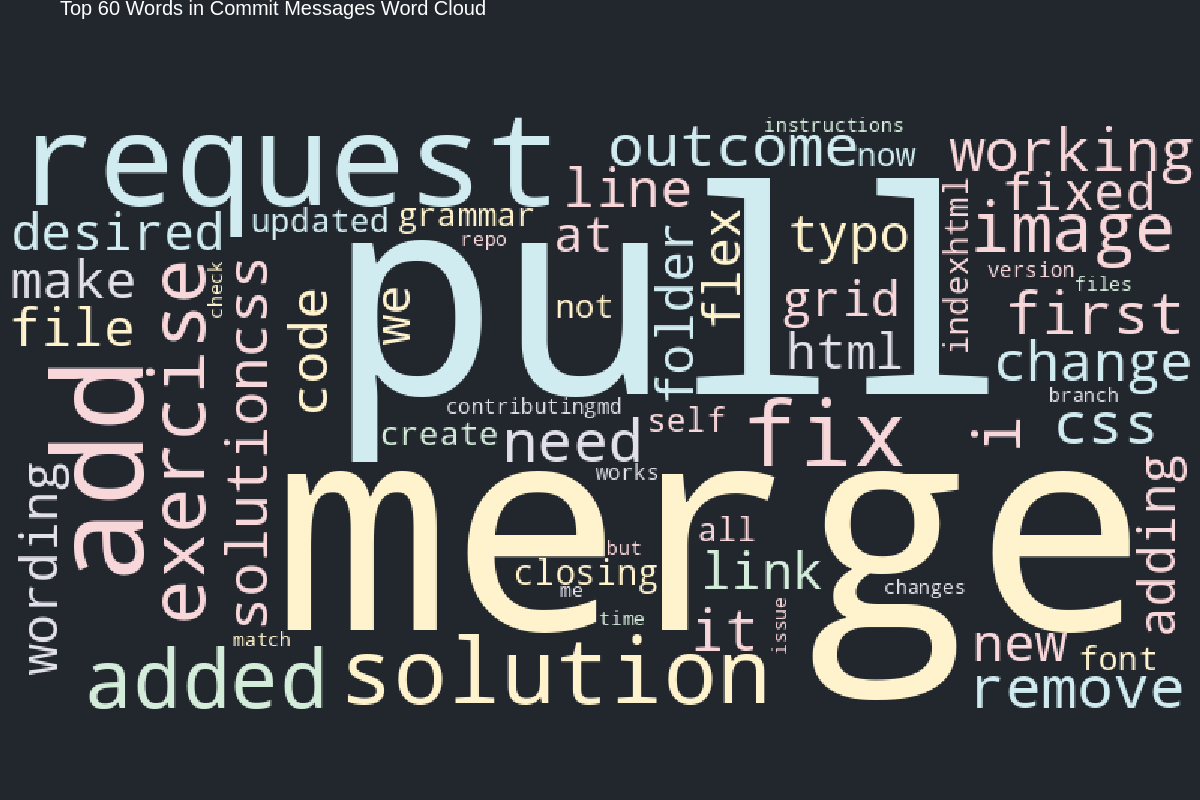 Top 60 Words in Commit Messages Word Cloud
instructions
request
outcome
now
working
line
fixed
desired
updated
grammar
repo
at
pull
folder
flex
typo
indexhtml
image
make
check
version
files
file
exercise
solutioncss
code
we
not
grid
html
first
change
add
contributingmd
create
need
self
fix
branch
css
i
works
wording
merge
all
but
closing
me
link
changes
adding
time
it
issue
match
added
solution
new
font
remove